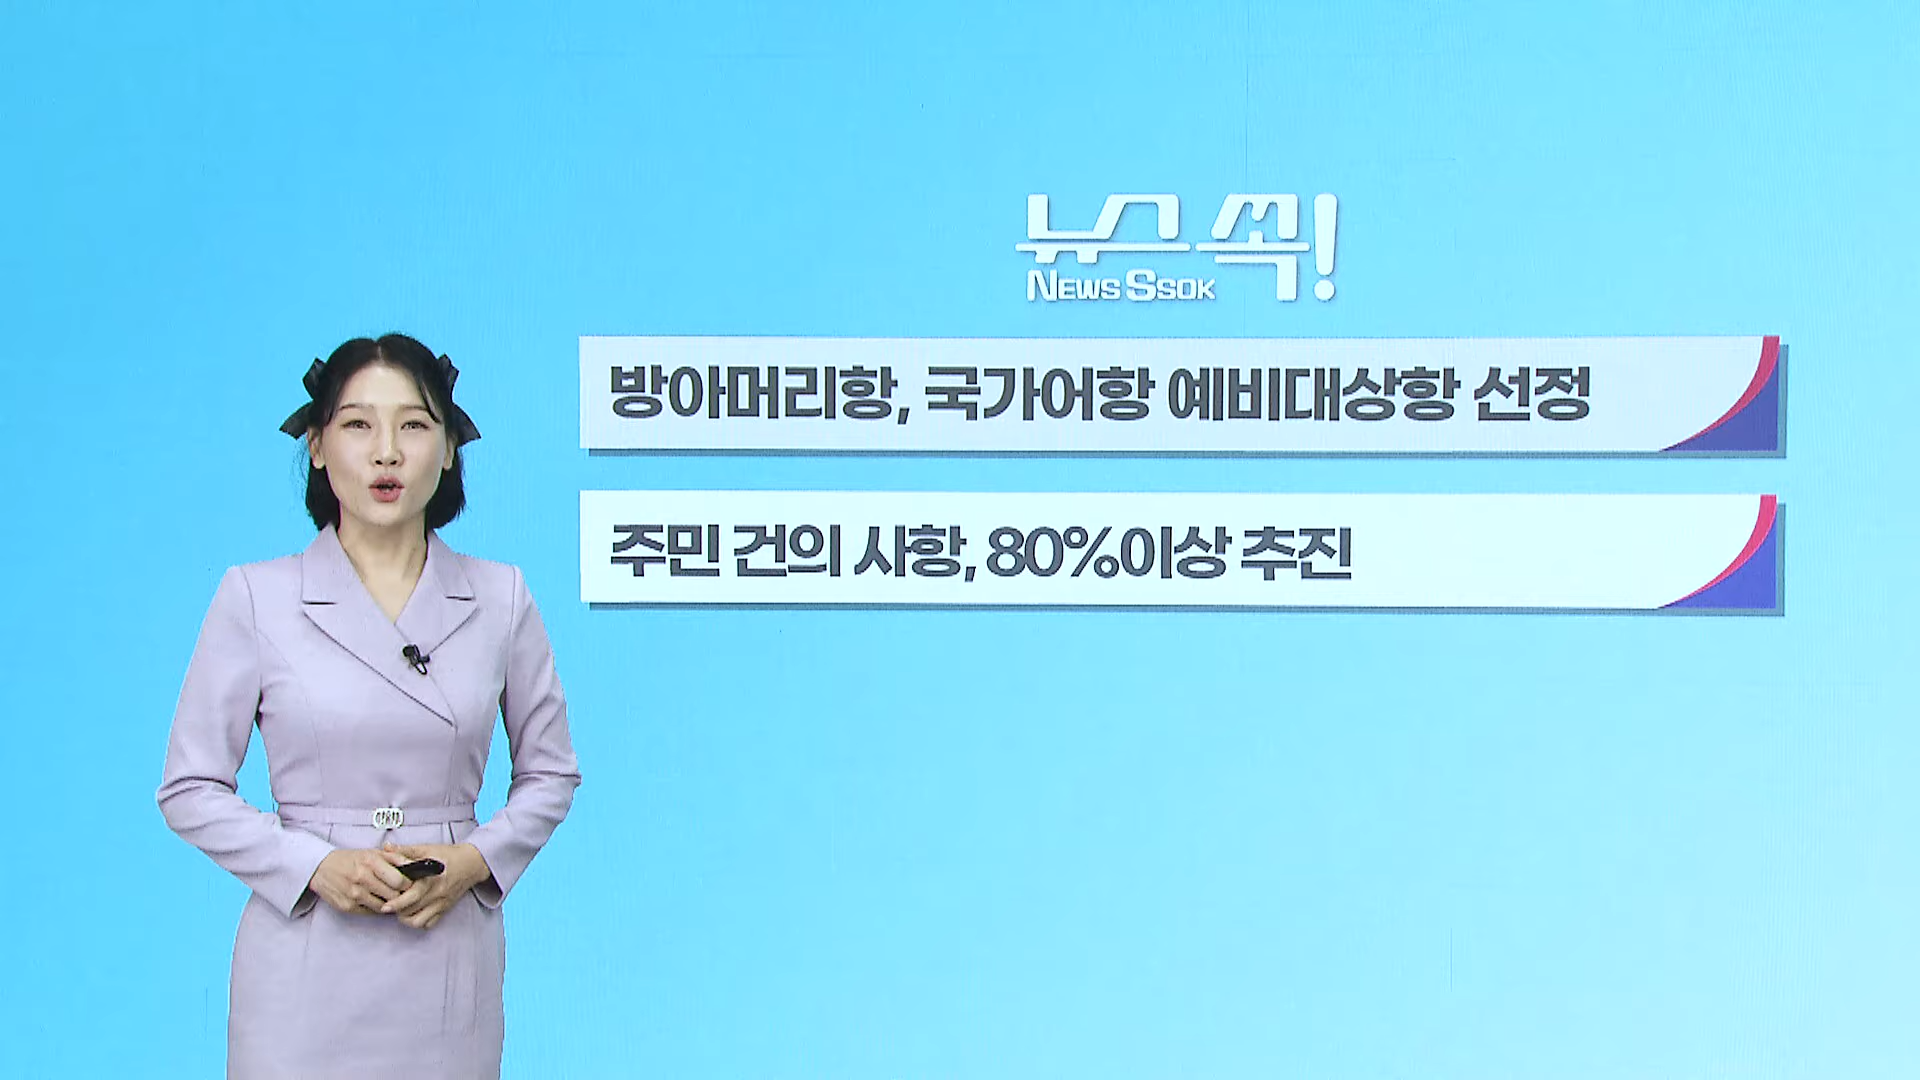 뉴스 쏙!
NEWS SSOK
방아머리항, 국가어항 예비대상항 선정
주민 건의 사항, 80%이상 추진